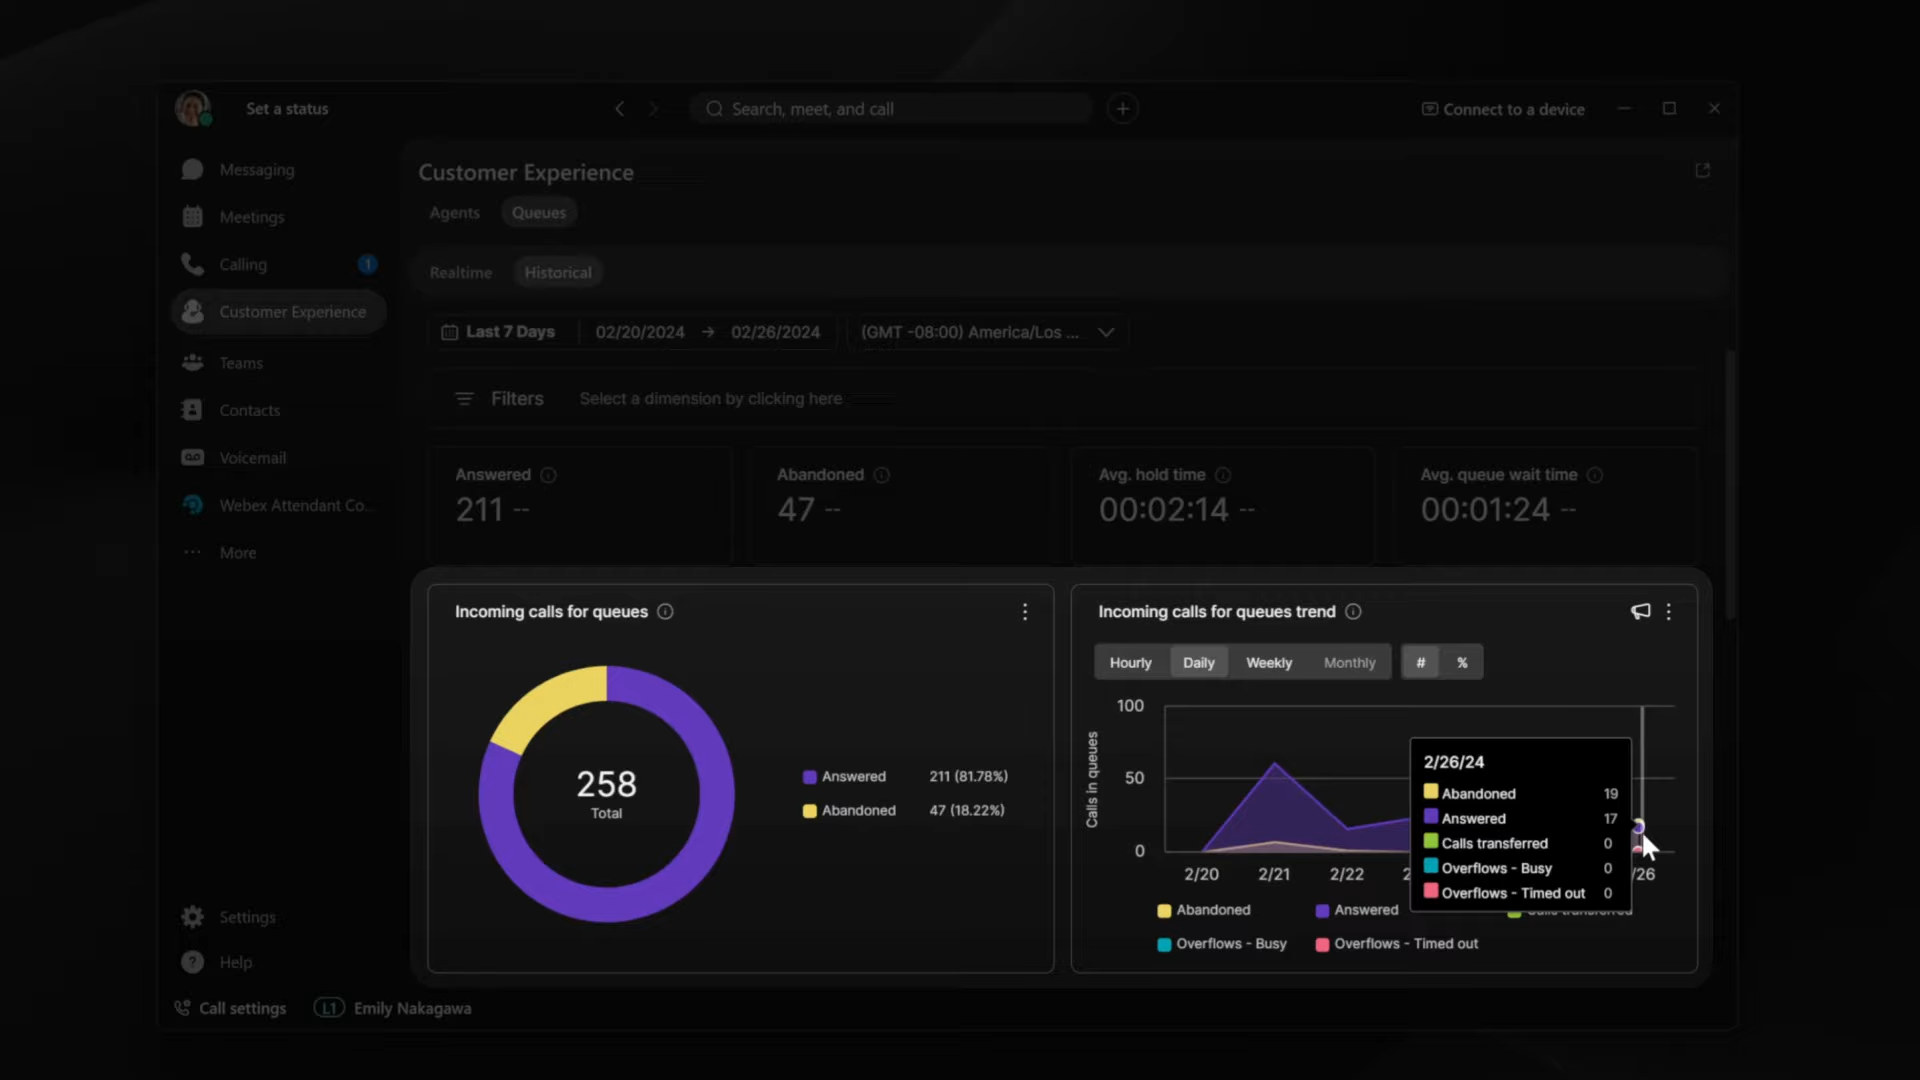 Set a status
Search, meet, and call
Connect to a device
Messaging
Meetings
Calling
1
Customer Experience
Teams
Contacts
Voicemail
Webex Attendant Co...
More
Settings
Help
Call settings
L1
Emily Nakagawa
Customer Experience
Agents
Queues
Realtime
Historical
Last 7 Days
02/20/2024 → 02/26/2024
(GMT -08:00) America/Los ...
Filters
Select a dimension by clicking here
Answered
211 --
Abandoned
47 --
Avg. hold time
00:02:14 --
Avg. queue wait time
00:01:24 --
Incoming calls for queues
258
Total
Answered 211 (81.78%)
Abandoned 47 (18.22%)
Incoming calls for queues trend
Hourly Daily Weekly Monthly # %
Calls in queues
100
50
0
2/20 2/21 2/22 2 /26
2/26/24
Abandoned 19
Answered 17
Calls transferred 0
Overflows - Busy 0
Overflows - Timed out 0
Abandoned Answered Calls transferred
Overflows - Busy Overflows - Timed out